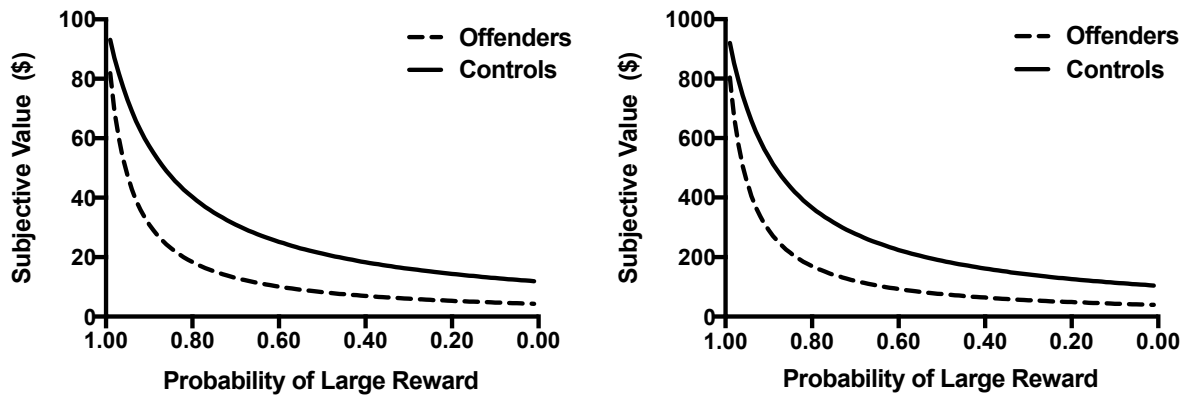 Subjective Value ($)
100
80
60
40
20
0
1.00 0.80 0.60 0.40 0.20 0.00
Probability of Large Reward
Offenders
Controls
Subjective Value ($)
1000
800
600
400
200
0
1.00 0.80 0.60 0.40 0.20 0.00
Probability of Large Reward
Offenders
Controls